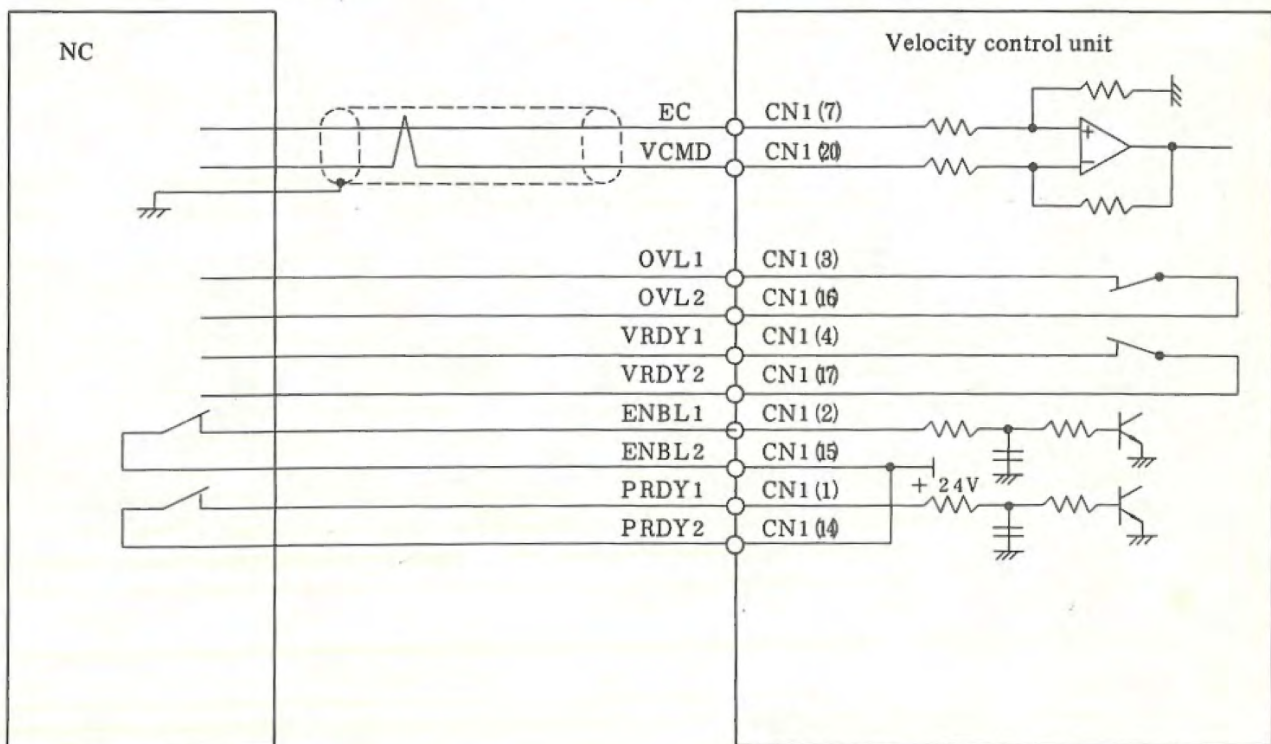 NC
Velocity control unit
EC CN1(7)
VCMD CN1(20)
OVL1 CN1(3)
OVL2 CN1(16)
VRDY1 CN1(4)
VRDY2 CN1(17)
ENBL1 CN1(2)
ENBL2 CN1(15)
+ 24V
PRDY1 CN1(1)
PRDY2 CN1(14)
+
−